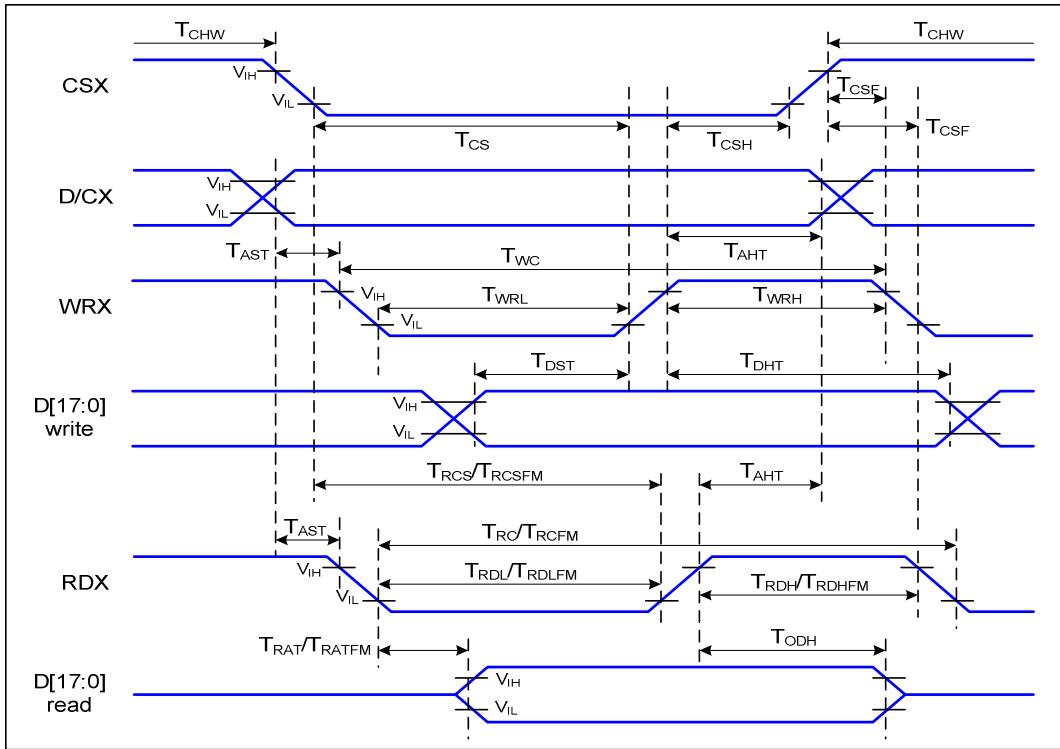 TCHW TCHW
VIH
TCSF
CSX
VIL
TCS TCSH TCSF
VIH
D/CX
VIL
TAST TWC TAHT
VIH TWRL TWRH
WRX
VIL
TDST TDHT
D[17:0]
write
VIH
VIL
TRCS/TRCSFM TAHT
TAST
TRC/TRCFM
RDX
VIH
TRDL/TRDLFM
TRDH/TRDHFM
VIL
TRAT/TRATFM TODH
D[17:0]
read
VIH
VIL